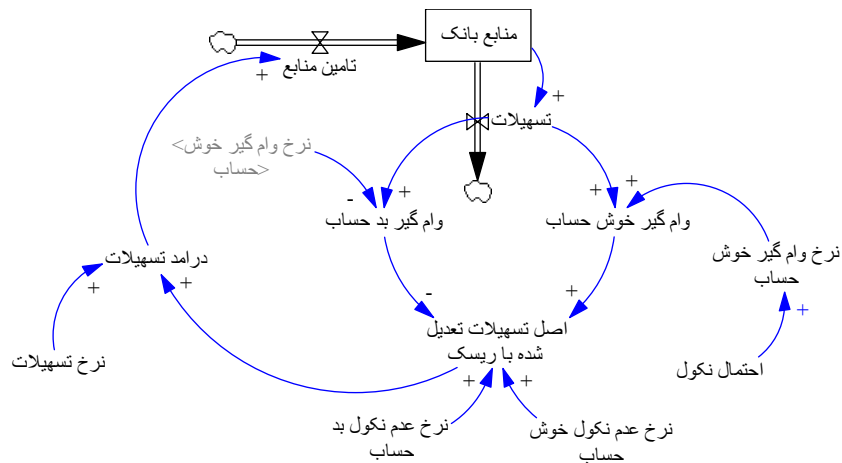 منابع بانک
تامین منابع
+
+
تسهیلات
<نرخ وام گیر خوش
حساب>
-
+
+
+
وام گیر بد حساب
وام گیر خوش حساب
نرخ وام گیر خوش
حساب
درامد تسهیلات
+
+
-
+
+
اصل تسهیلات تعدیل
شده با ریسک
نرخ تسهیلات
احتمال نکول
+
+
نرخ عدم نکول بد
حساب
نرخ عدم نکول خوش
حساب